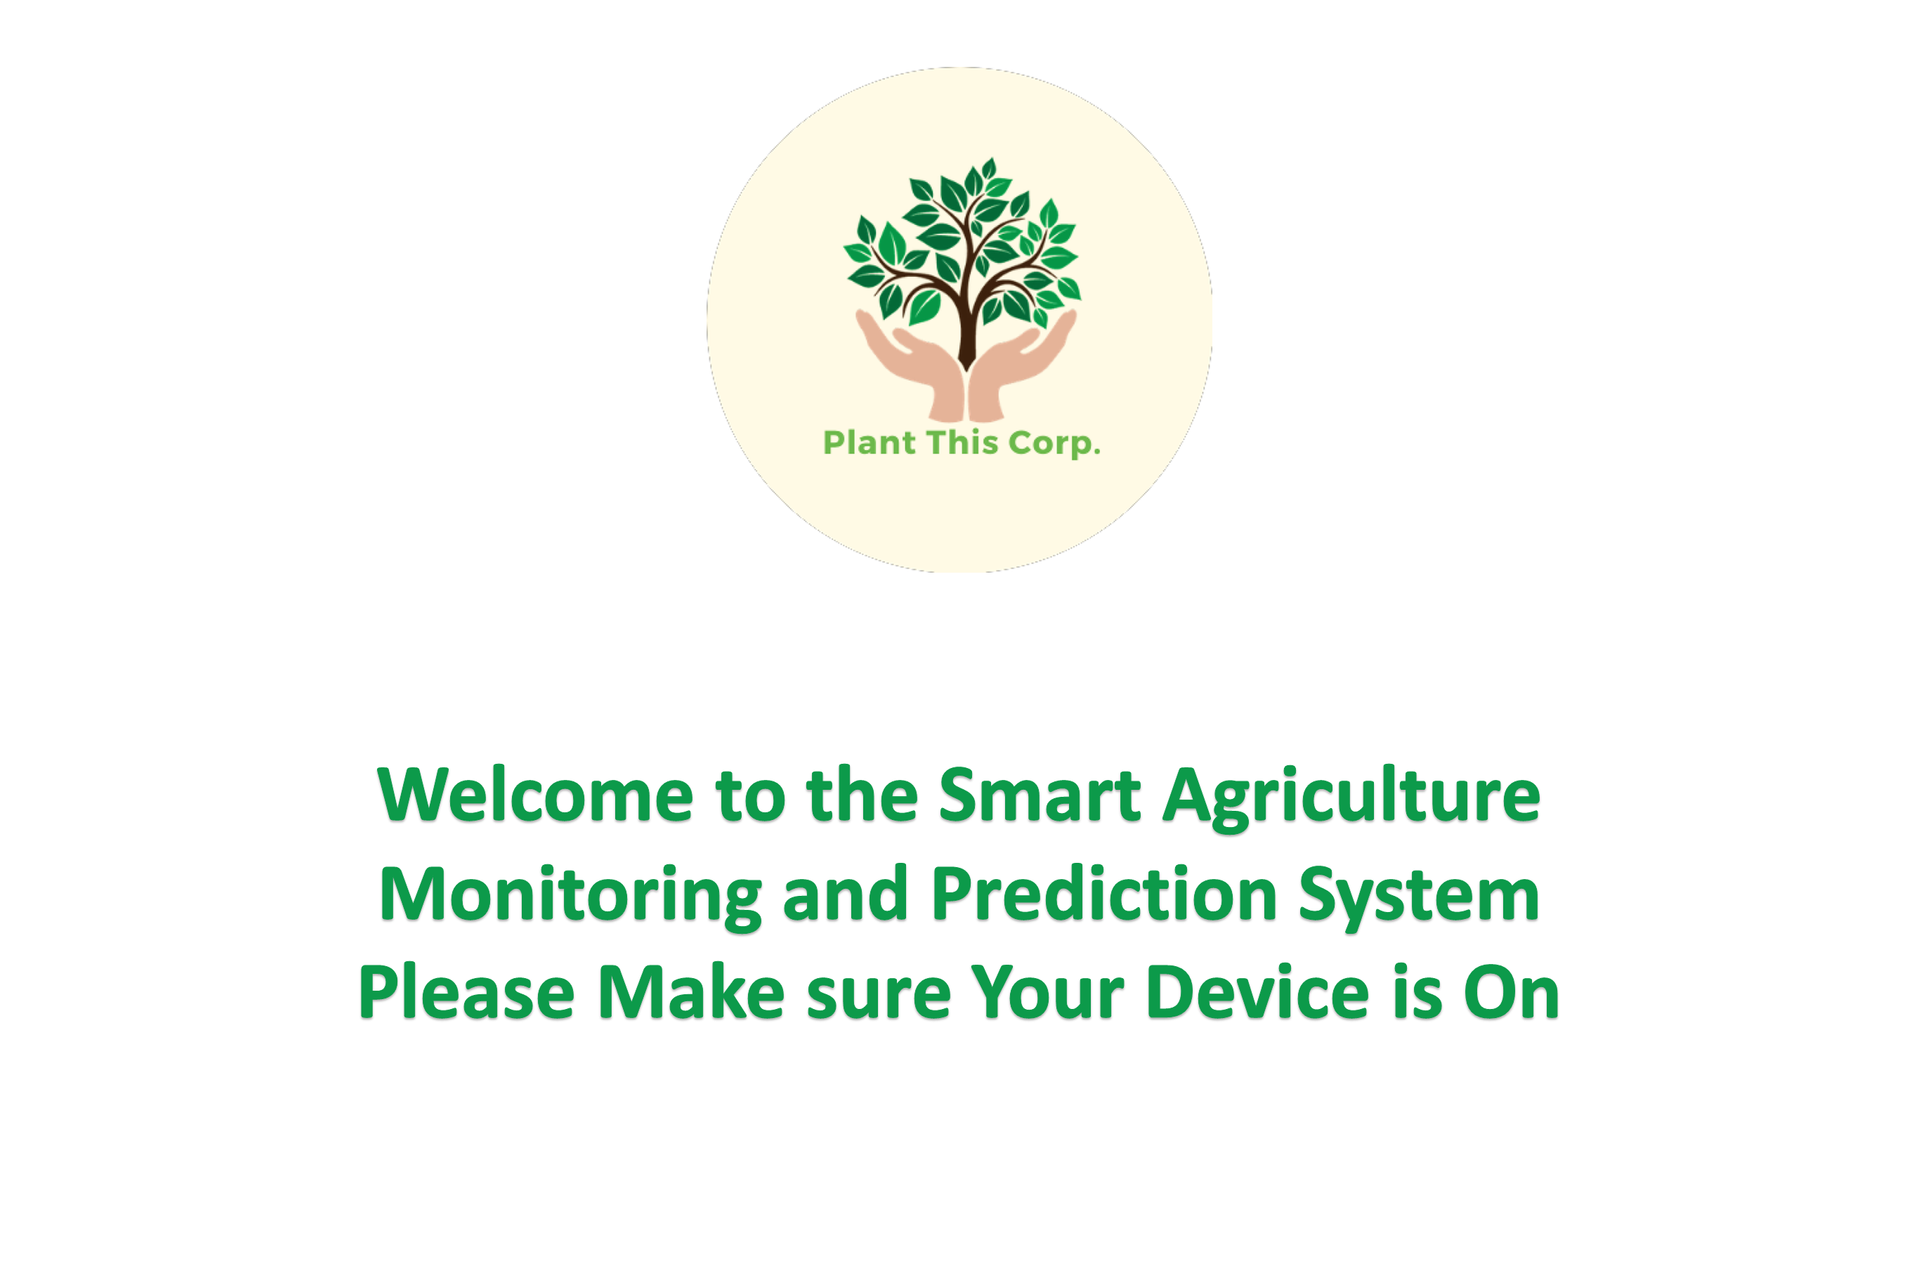 Plant This Corp.
Welcome to the Smart Agriculture
Monitoring and Prediction System
Please Make sure Your Device is On